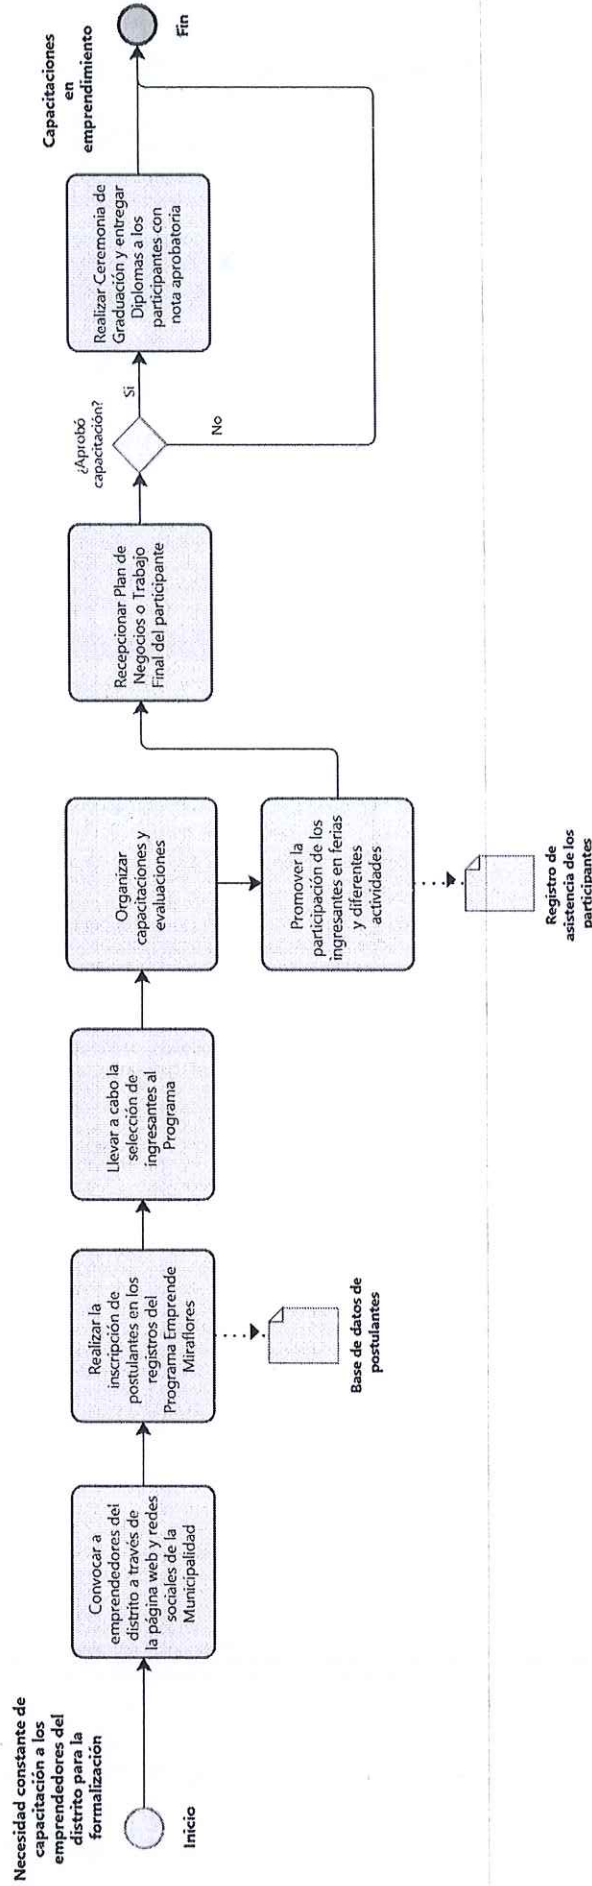 Necesidad constante de
capacitación a los
emprendedores del
distrito para la
formalización
Inicio
Convocar a
emprendedores del
distrito a través de
la página web y redes
sociales de la
Municipalidad
Realizar la
inscripción de
postulantes en los
registros del
Programa Emprende
Miraflores
Base de datos de
postulantes
Llevar a cabo la
selección de
ingresantes al
Programa
Organizar
capacitaciones y
evaluaciones
Promover la
participación de los
ingresantes en ferias
y diferentes
actividades
Registro de
asistencia de los
participantes
Recepcionar Plan de
Negocios o Trabajo
Final del participante
¿Aprobó
capacitación?
Si
No
Realizar Ceremonia de
Graduación y entregar
Diplomas a los
participantes con
nota aprobatoria
Capacitaciones
en
emprendimiento
Fin